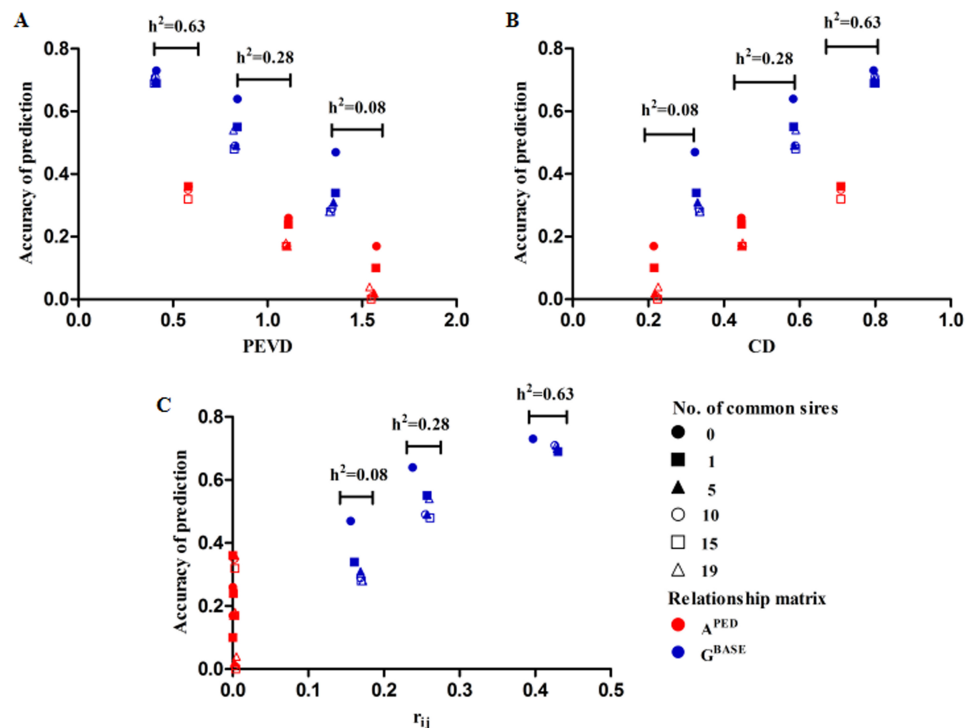 A
h²=0.63
h²=0.28
h²=0.08
Accuracy of prediction
0.8
0.6
0.4
0.2
0.0
0.0 0.5 1.0 1.5 2.0
PEVD
B
h²=0.63
h²=0.28
h²=0.08
Accuracy of prediction
0.8
0.6
0.4
0.2
0.0
0.0 0.2 0.4 0.6 0.8 1.0
CD
C
h²=0.63
h²=0.28
h²=0.08
Accuracy of prediction
0.8
0.6
0.4
0.2
0.0
0.0 0.1 0.2 0.3 0.4 0.5
rij
No. of common sires
0
1
5
10
15
19
Relationship matrix
A^PED
G^BASE